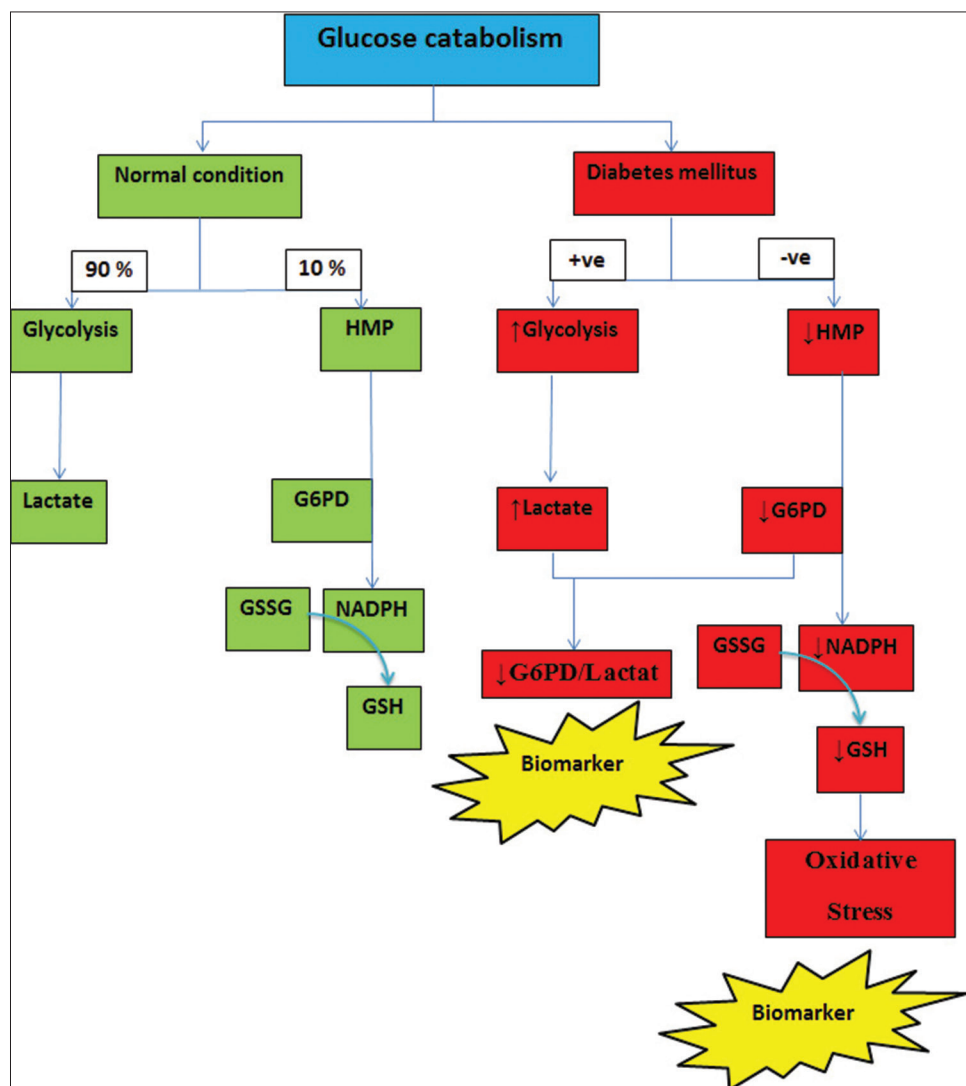 Glucose catabolism
Normal condition
Diabetes mellitus
90 %
10 %
+ve
-ve
Glycolysis
HMP
↑Glycolysis
↓HMP
Lactate
G6PD
↑Lactate
↓G6PD
GSSG
NADPH
GSSG
↓NADPH
↓G6PD/Lactat
GSH
↓GSH
Biomarker
Oxidative
Stress
Biomarker